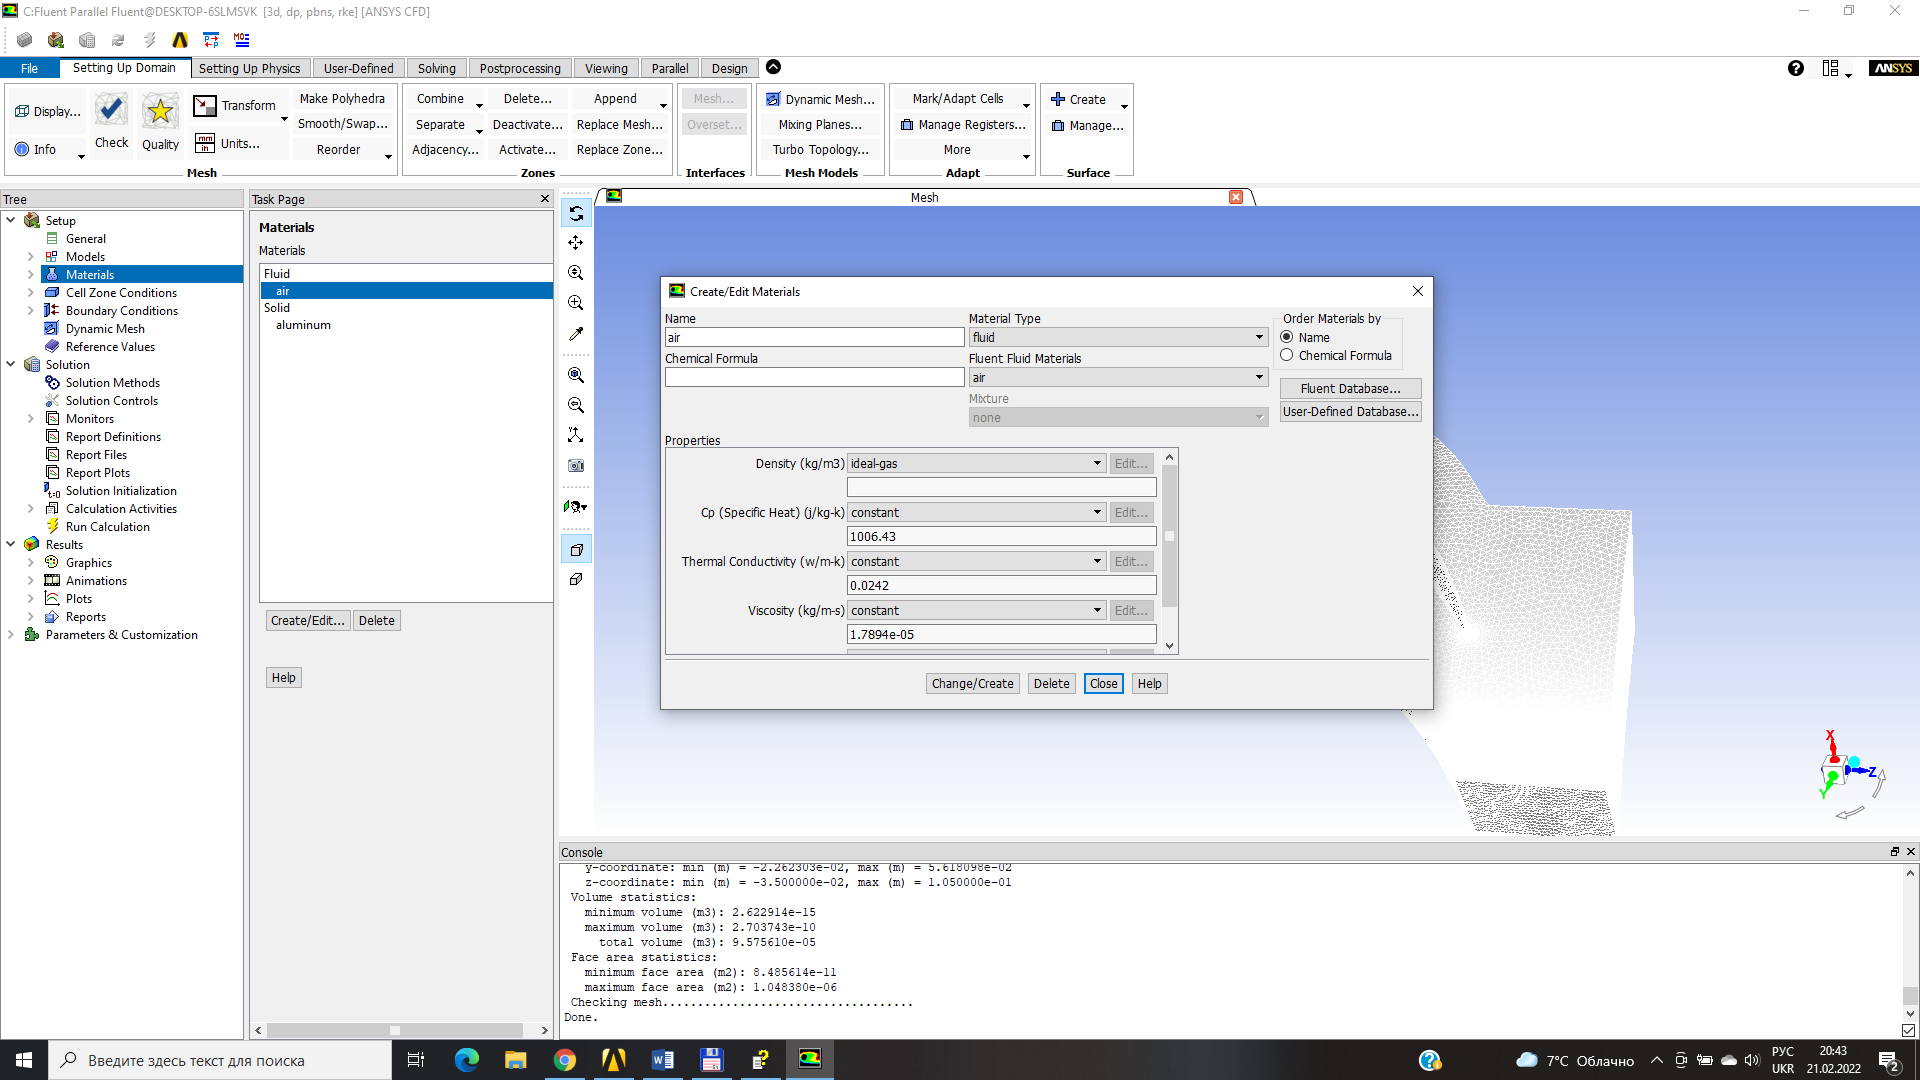 C:Fluent Parallel Fluent@DESKTOP-6SLMSVK [3d, dp, pbns, rke] [ANSYS CFD]
File
Setting Up Domain
Setting Up Physics
User-Defined
Solving
Postprocessing
Viewing
Parallel
Design
ANSYS
Display...
Info
Check
Quality
Transform
Units...
Make Polyhedra
Smooth/Swap...
Reorder
Mesh
Combine
Separate
Adjacency...
Delete...
Deactivate...
Activate...
Append
Replace Mesh...
Replace Zone...
Zones
Mesh...
Overset...
Interfaces
Dynamic Mesh...
Mixing Planes...
Turbo Topology...
Mesh Models
Mark/Adapt Cells
Manage Registers...
More
Adapt
Create
Manage...
Surface
Tree
Setup
General
Models
Materials
Cell Zone Conditions
Boundary Conditions
Dynamic Mesh
Reference Values
Solution
Solution Methods
Solution Controls
Monitors
Report Definitions
Report Files
Report Plots
Solution Initialization
Calculation Activities
Run Calculation
Results
Graphics
Animations
Plots
Reports
Parameters & Customization
Task Page
Materials
Materials
Fluid
air
Solid
aluminum
Create/Edit...
Delete
Help
Mesh
Create/Edit Materials
Name
air
Chemical Formula
Material Type
fluid
Fluent Fluid Materials
air
Mixture
none
Order Materials by
Name
Chemical Formula
Fluent Database...
User-Defined Database...
Properties
Density (kg/m3) ideal-gas Edit...
Cp (Specific Heat) (j/kg-k) constant Edit...
1006.43
Thermal Conductivity (w/m-k) constant Edit...
0.0242
Viscosity (kg/m-s) constant Edit...
1.7894e-05
Change/Create
Delete
Close
Help
X
Y
Z
Console
y-coordinate: min (m) = -2.262303e-02, max (m) = 5.618098e-02
z-coordinate: min (m) = -3.500000e-02, max (m) = 1.050000e-01
Volume statistics:
minimum volume (m3): 2.622914e-15
maximum volume (m3): 2.703743e-10
total volume (m3): 9.575610e-05
Face area statistics:
minimum face area (m2): 8.485614e-11
maximum face area (m2): 1.048380e-06
Checking mesh....................................
Done.
Введите здесь текст для поиска
7°C Облачно
РУС
UKR
20:43
21.02.2022
2